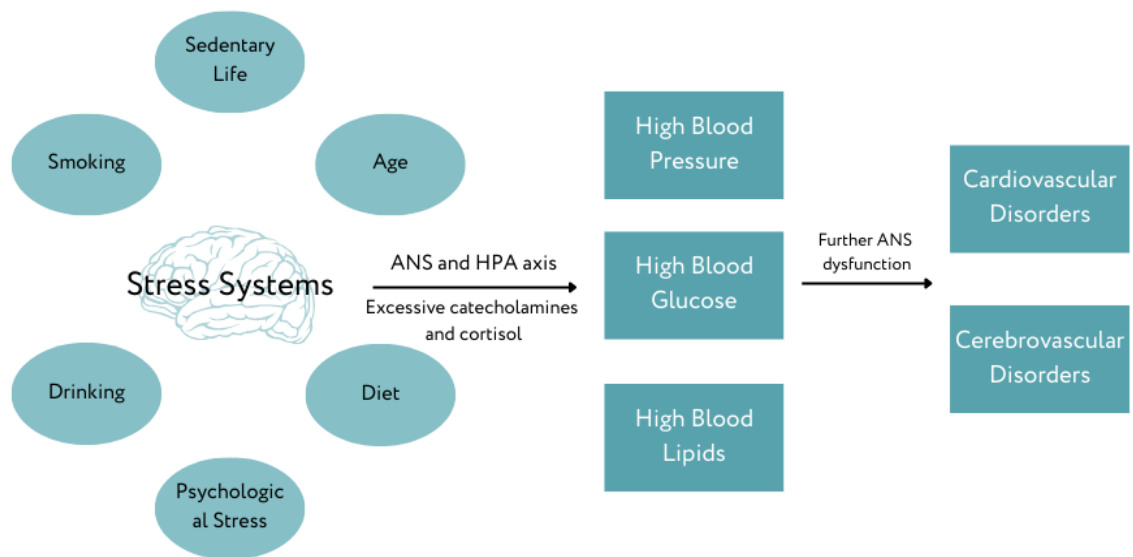 Sedentary
Life
Smoking
Age
Stress Systems
Drinking
Diet
Psychologic
al Stress
ANS and HPA axis
Excessive catecholamines
and cortisol
High Blood
Pressure
High Blood
Glucose
High Blood
Lipids
Further ANS
dysfunction
Cardiovascular
Disorders
Cerebrovascular
Disorders